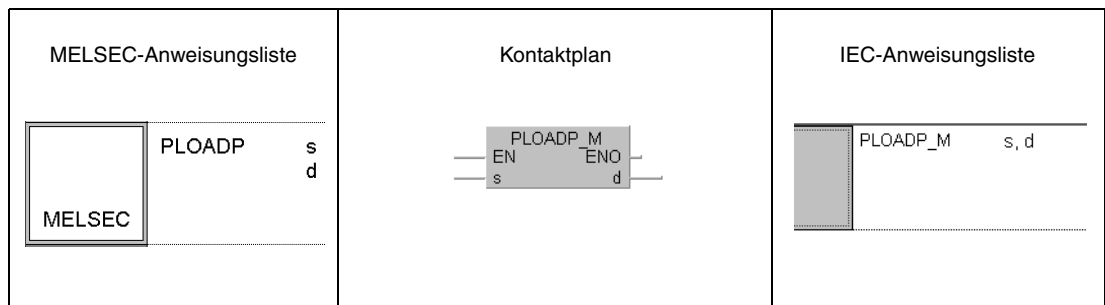 MELSEC-Anweisungsliste
MELSEC
PLOADP s
d
Kontaktplan
PLOADP_M
EN ENO
s d
IEC-Anweisungsliste
PLOADP_M s, d